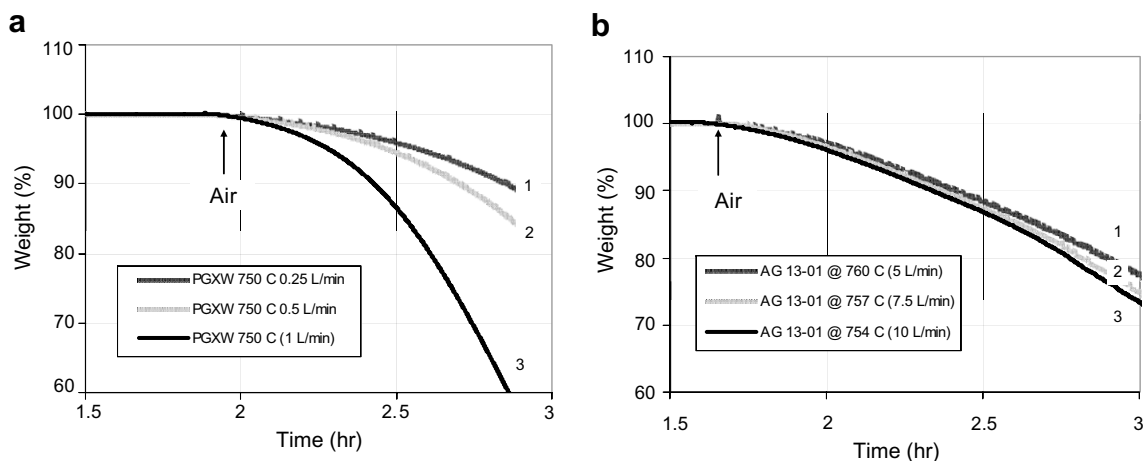 a
110
100
90
80
70
60
Weight (%)
Air
1
2
3
PGXW 750 C 0.25 L/min
PGXW 750 C 0.5 L/min
PGXW 750 C (1 L/min)
1.5
2
2.5
3
Time (hr)
b
110
100
90
80
70
60
Weight (%)
Air
1
2
3
AG 13-01 @ 760 C (5 L/min)
AG 13-01 @ 757 C (7.5 L/min)
AG 13-01 @ 754 C (10 L/min)
1.5
2
2.5
3
Time (hr)